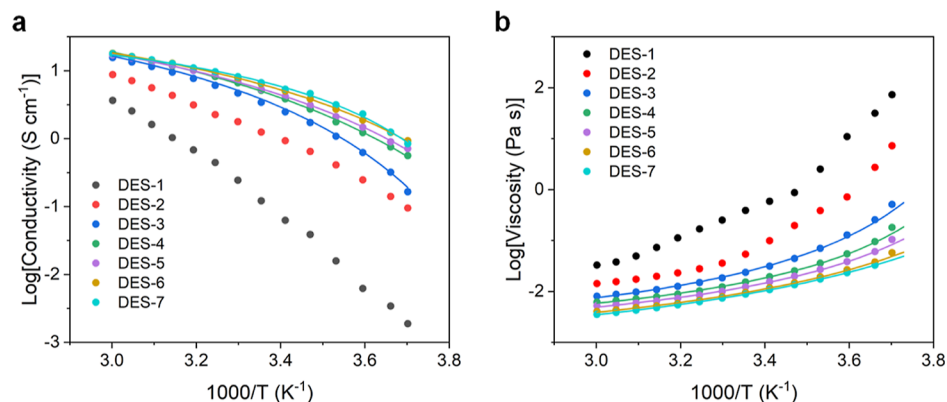 a
Log[Conductivity (S cm⁻¹)]
1
0
-1
-2
-3
DES-1
DES-2
DES-3
DES-4
DES-5
DES-6
DES-7
3.0
3.2
3.4
3.6
3.8
1000/T (K⁻¹)
b
Log[Viscosity (Pa s)]
2
0
-2
DES-1
DES-2
DES-3
DES-4
DES-5
DES-6
DES-7
3.0
3.2
3.4
3.6
3.8
1000/T (K⁻¹)